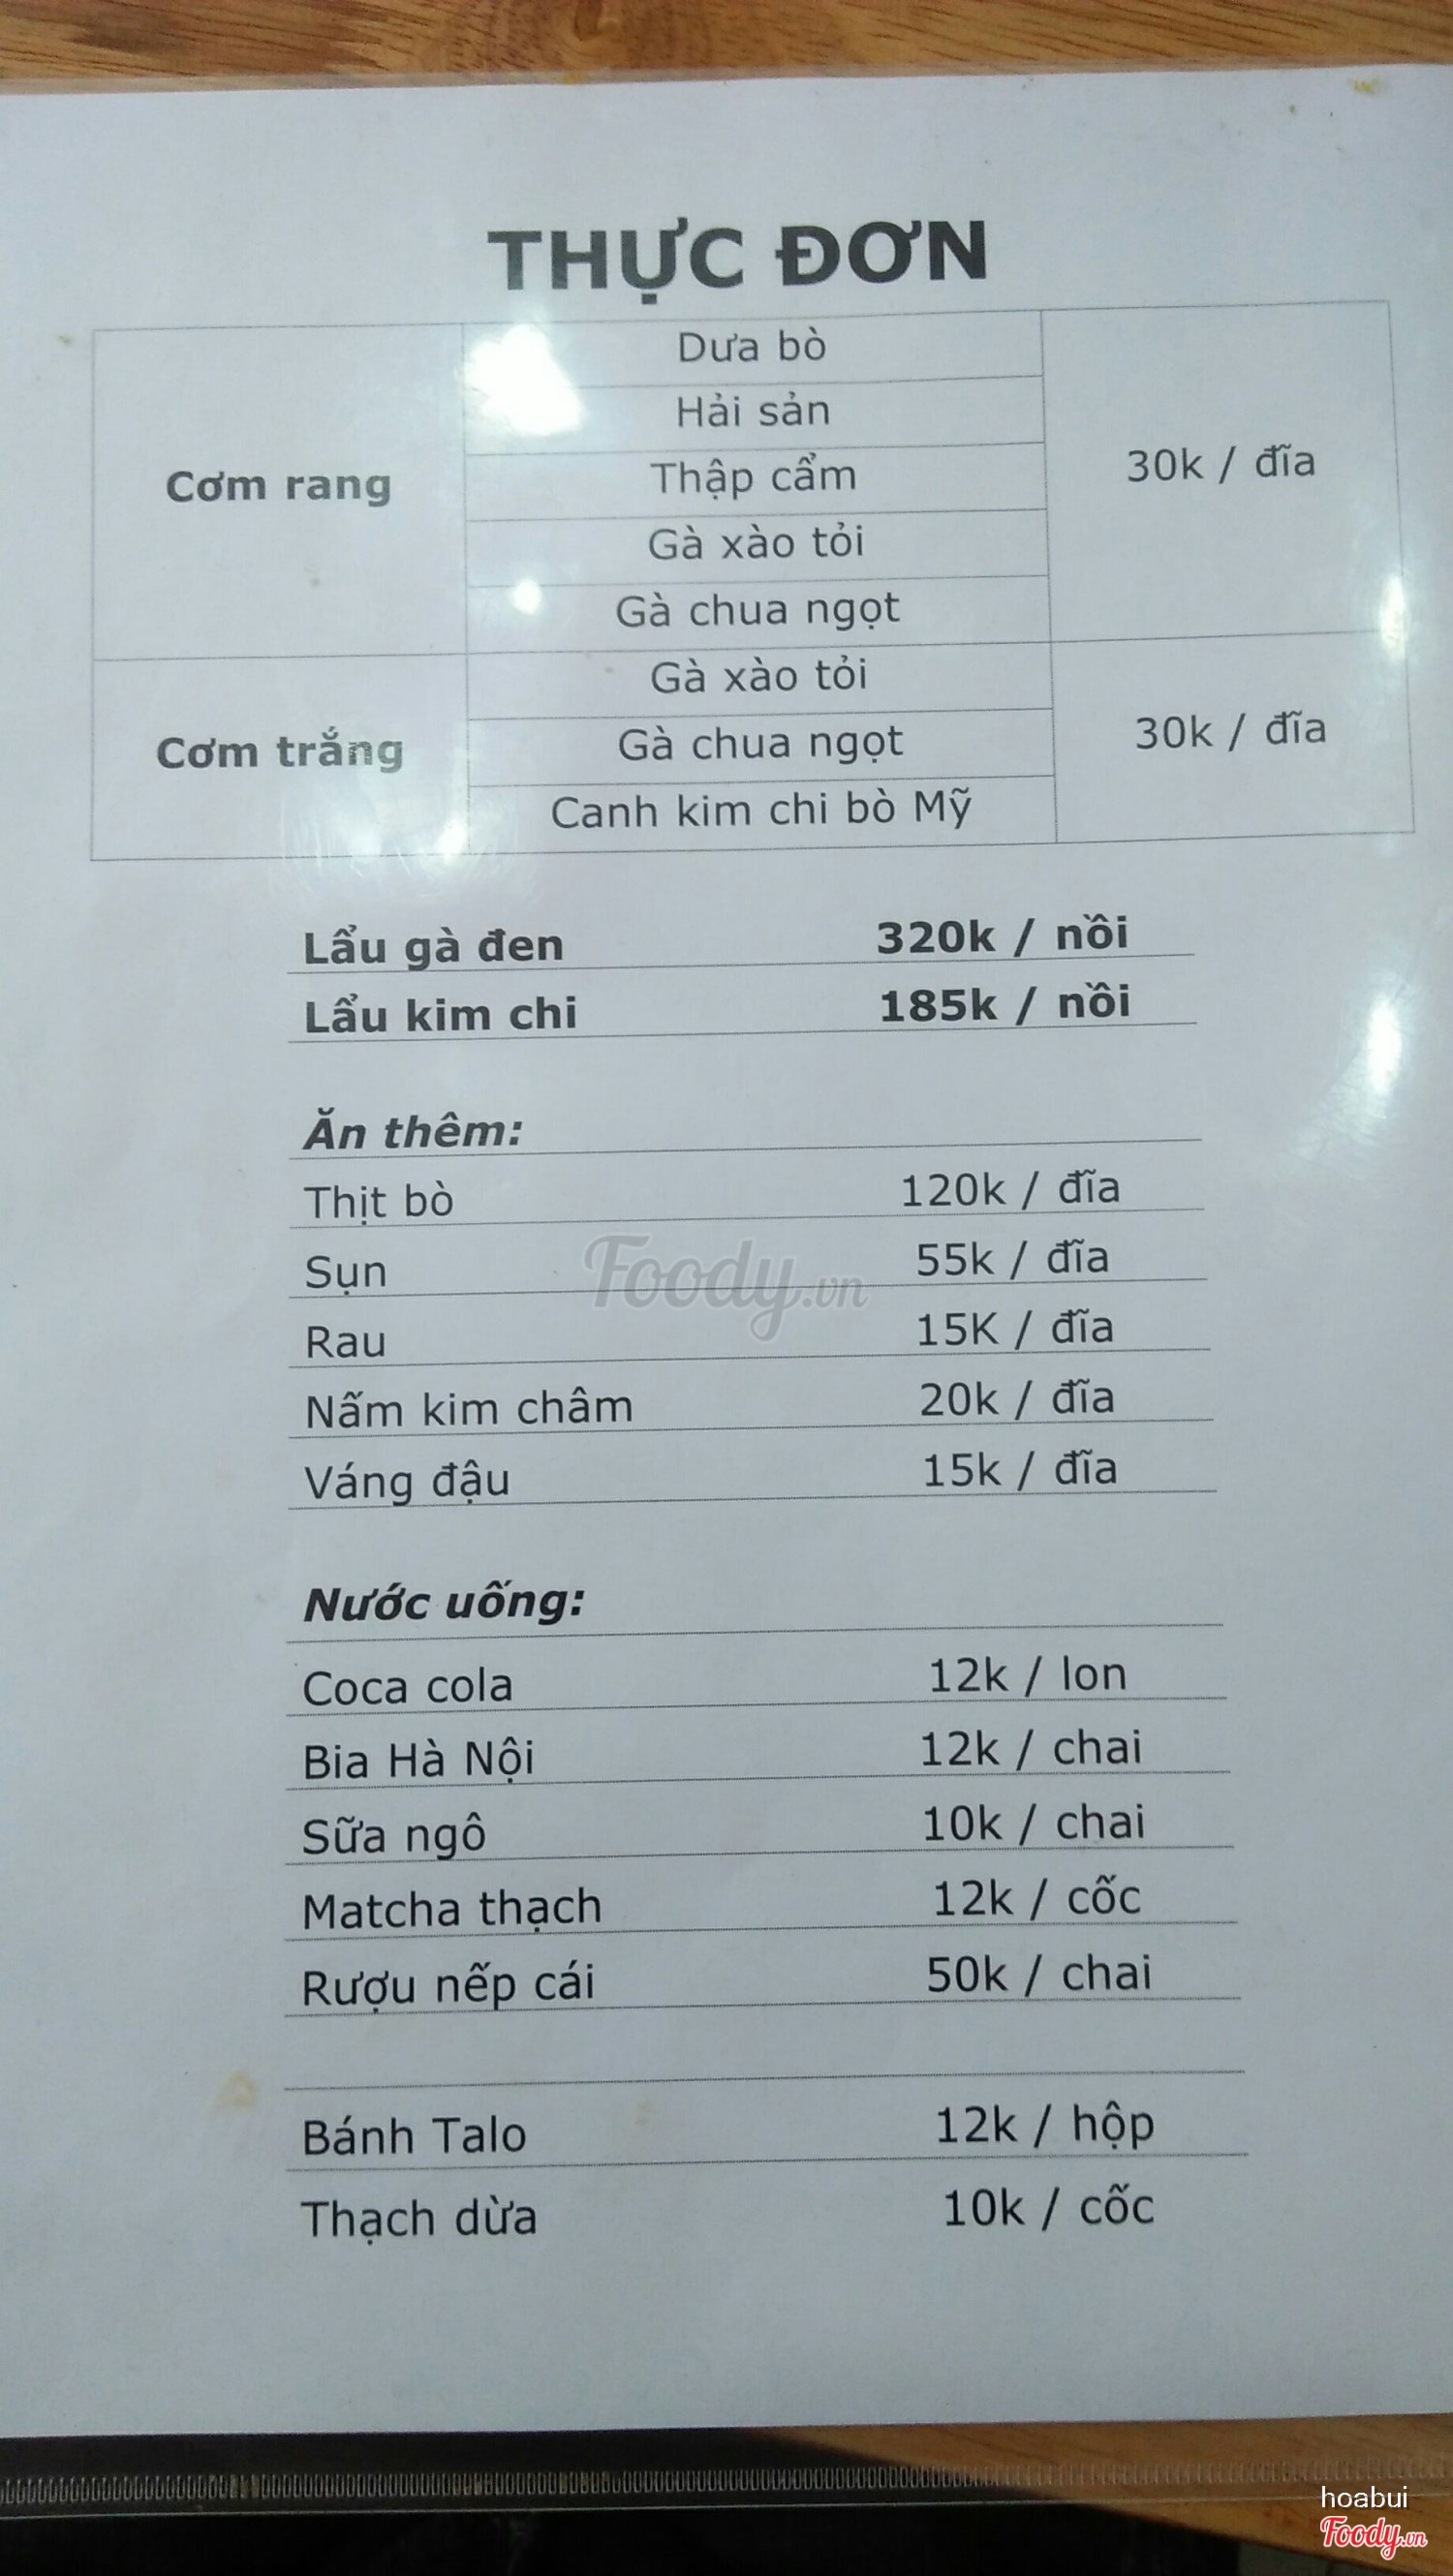 THỰC ĐƠN
Cơm rang
Dưa bò
Hải sản
Thập cẩm
Gà xào tỏi
Gà chua ngọt
30k / đĩa
Cơm trắng
Gà xào tỏi
Gà chua ngọt
Canh kim chi bò Mỹ
30k / đĩa
Lẩu gà đen 320k / nồi
Lẩu kim chi 185k / nồi
Ăn thêm:
Thịt bò 120k / đĩa
Sụn 55k / đĩa
Rau 15K / đĩa
Nấm kim châm 20k / đĩa
Váng đậu 15k / đĩa
Nước uống:
Coca cola 12k / lon
Bia Hà Nội 12k / chai
Sữa ngô 10k / chai
Matcha thạch 12k / cốc
Rượu nếp cái 50k / chai
Bánh Talo 12k / hộp
Thạch dừa 10k / cốc
Foody.vn
hoabui
Foody.vn